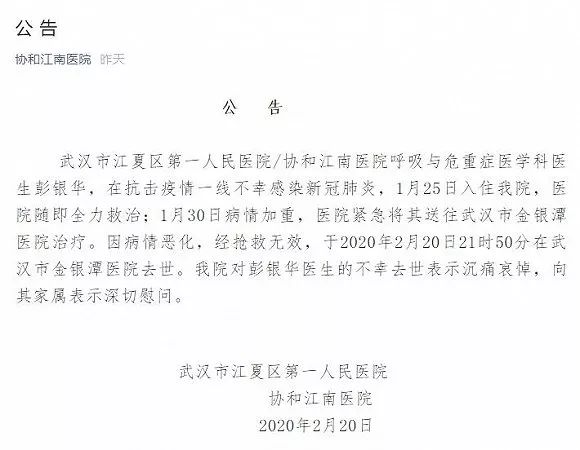 公告
协和江南医院 昨天
公 告
武汉市江夏区第一人民医院/协和江南医院呼吸与危重症医学科医
生彭银华，在抗击疫情一线不幸感染新冠肺炎，1月25日入住我院，医
院随即全力救治；1月30日病情加重，医院紧急将其送往武汉市金银潭
医院治疗。因病情恶化，经抢救无效，于2020年2月20日21时50分在武
汉市金银潭医院去世。我院对彭银华医生的不幸去世表示沉痛哀悼，向
其家属表示深切慰问。
武汉市江夏区第一人民医院
协和江南医院
2020年2月20日